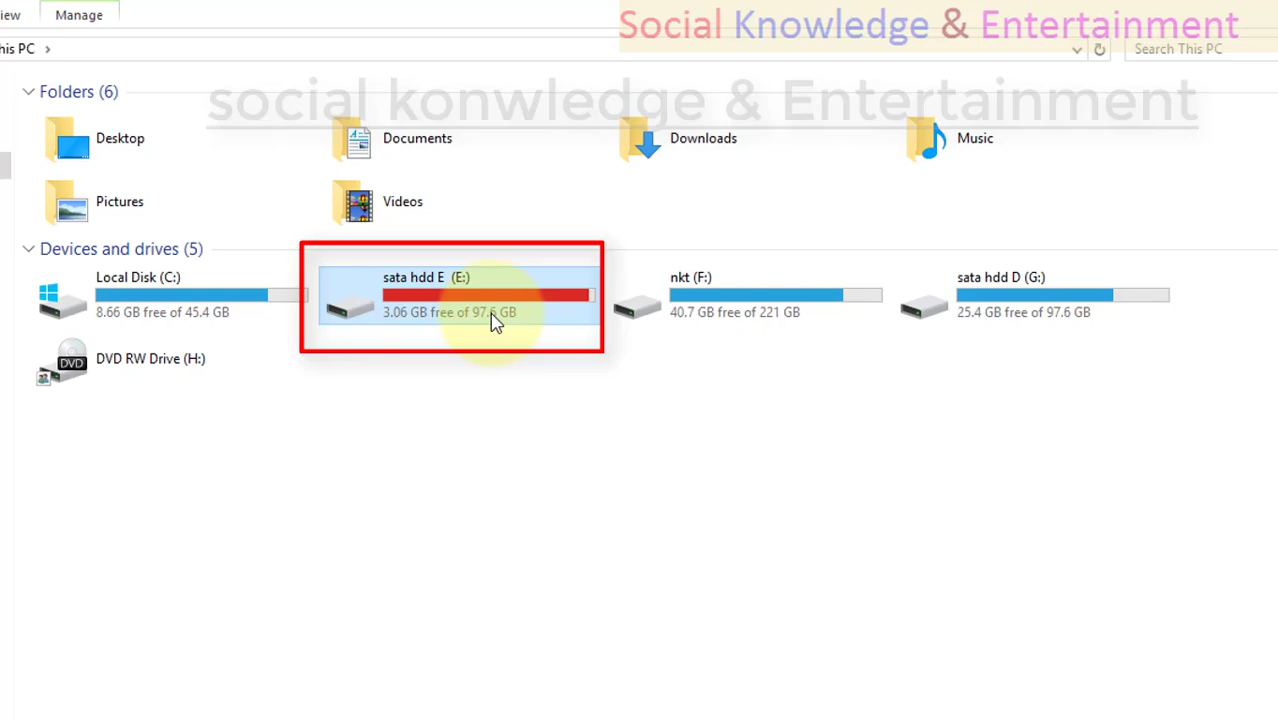 iew
Manage
Social Knowledge & Entertainment
his PC >
Search This PC
Folders (6)
social konwledge & Entertainment
Desktop
Documents
Downloads
Music
Pictures
Videos
Devices and drives (5)
Local Disk (C:)
8.66 GB free of 45.4 GB
sata hdd E (E:)
3.06 GB free of 97.6 GB
nkt (F:)
40.7 GB free of 221 GB
sata hdd D (G:)
25.4 GB free of 97.6 GB
DVD
DVD RW Drive (H:)